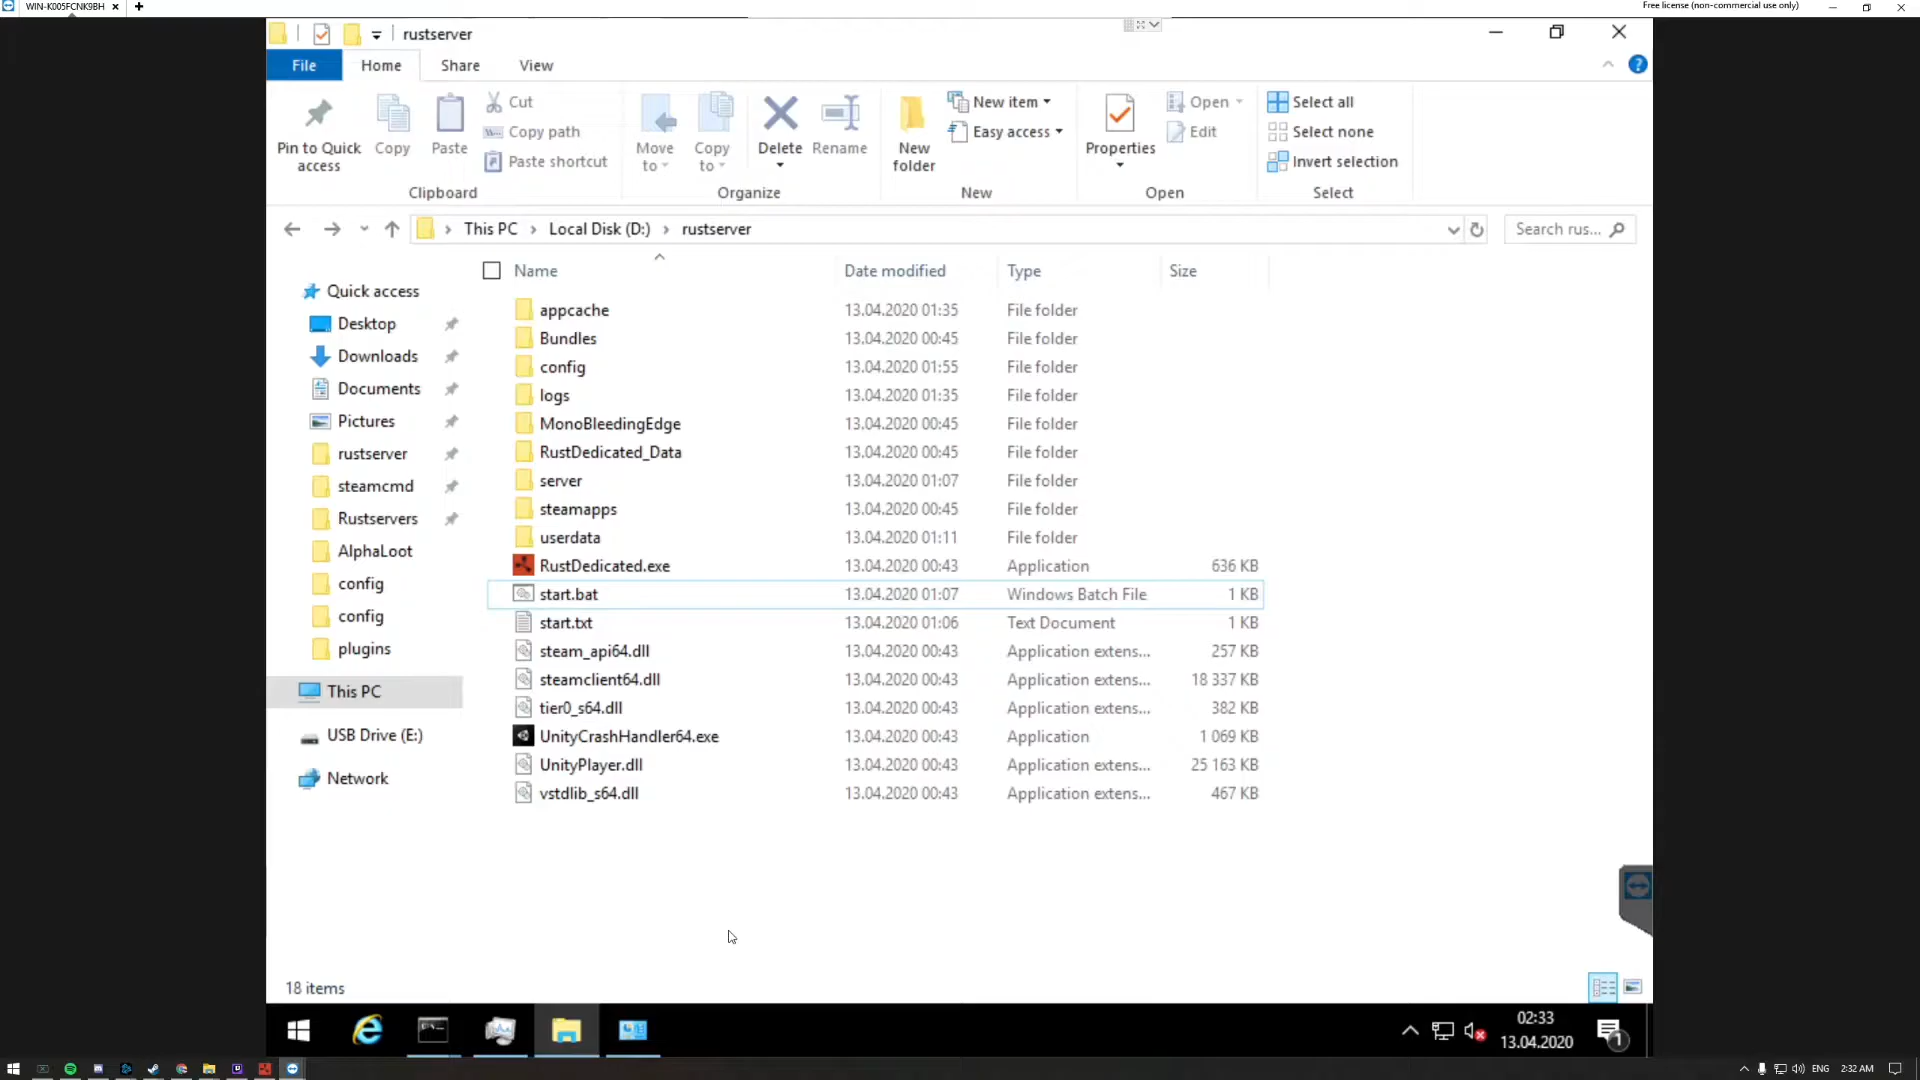 WIN-K005FCNK9BH
Free license (non-commercial use only)
rustserver
File
Home
Share
View
Pin to Quick access
Copy
Paste
Cut
Copy path
Paste shortcut
Clipboard
Move to
Copy to
Delete
Rename
Organize
New folder
New item
Easy access
New
Properties
Open
Edit
Open
Select all
Select none
Invert selection
Select
This PC > Local Disk (D:) > rustserver
Search rus...
Name Date modified Type Size
Quick access
Desktop
Downloads
Documents
Pictures
rustserver
steamcmd
Rustservers
AlphaLoot
config
config
plugins
This PC
USB Drive (E:)
Network
appcache 13.04.2020 01:35 File folder
Bundles 13.04.2020 00:45 File folder
config 13.04.2020 01:55 File folder
logs 13.04.2020 01:35 File folder
MonoBleedingEdge 13.04.2020 00:45 File folder
RustDedicated_Data 13.04.2020 00:45 File folder
server 13.04.2020 01:07 File folder
steamapps 13.04.2020 00:45 File folder
userdata 13.04.2020 01:11 File folder
RustDedicated.exe 13.04.2020 00:43 Application 636 KB
start.bat 13.04.2020 01:07 Windows Batch File 1 KB
start.txt 13.04.2020 01:06 Text Document 1 KB
steam_api64.dll 13.04.2020 00:43 Application extens... 257 KB
steamclient64.dll 13.04.2020 00:43 Application extens... 18 337 KB
tier0_s64.dll 13.04.2020 00:43 Application extens... 382 KB
UnityCrashHandler64.exe 13.04.2020 00:43 Application 1 069 KB
UnityPlayer.dll 13.04.2020 00:43 Application extens... 25 163 KB
vstdlib_s64.dll 13.04.2020 00:43 Application extens... 467 KB
18 items
02:33
13.04.2020
1
ENG
2:32 AM